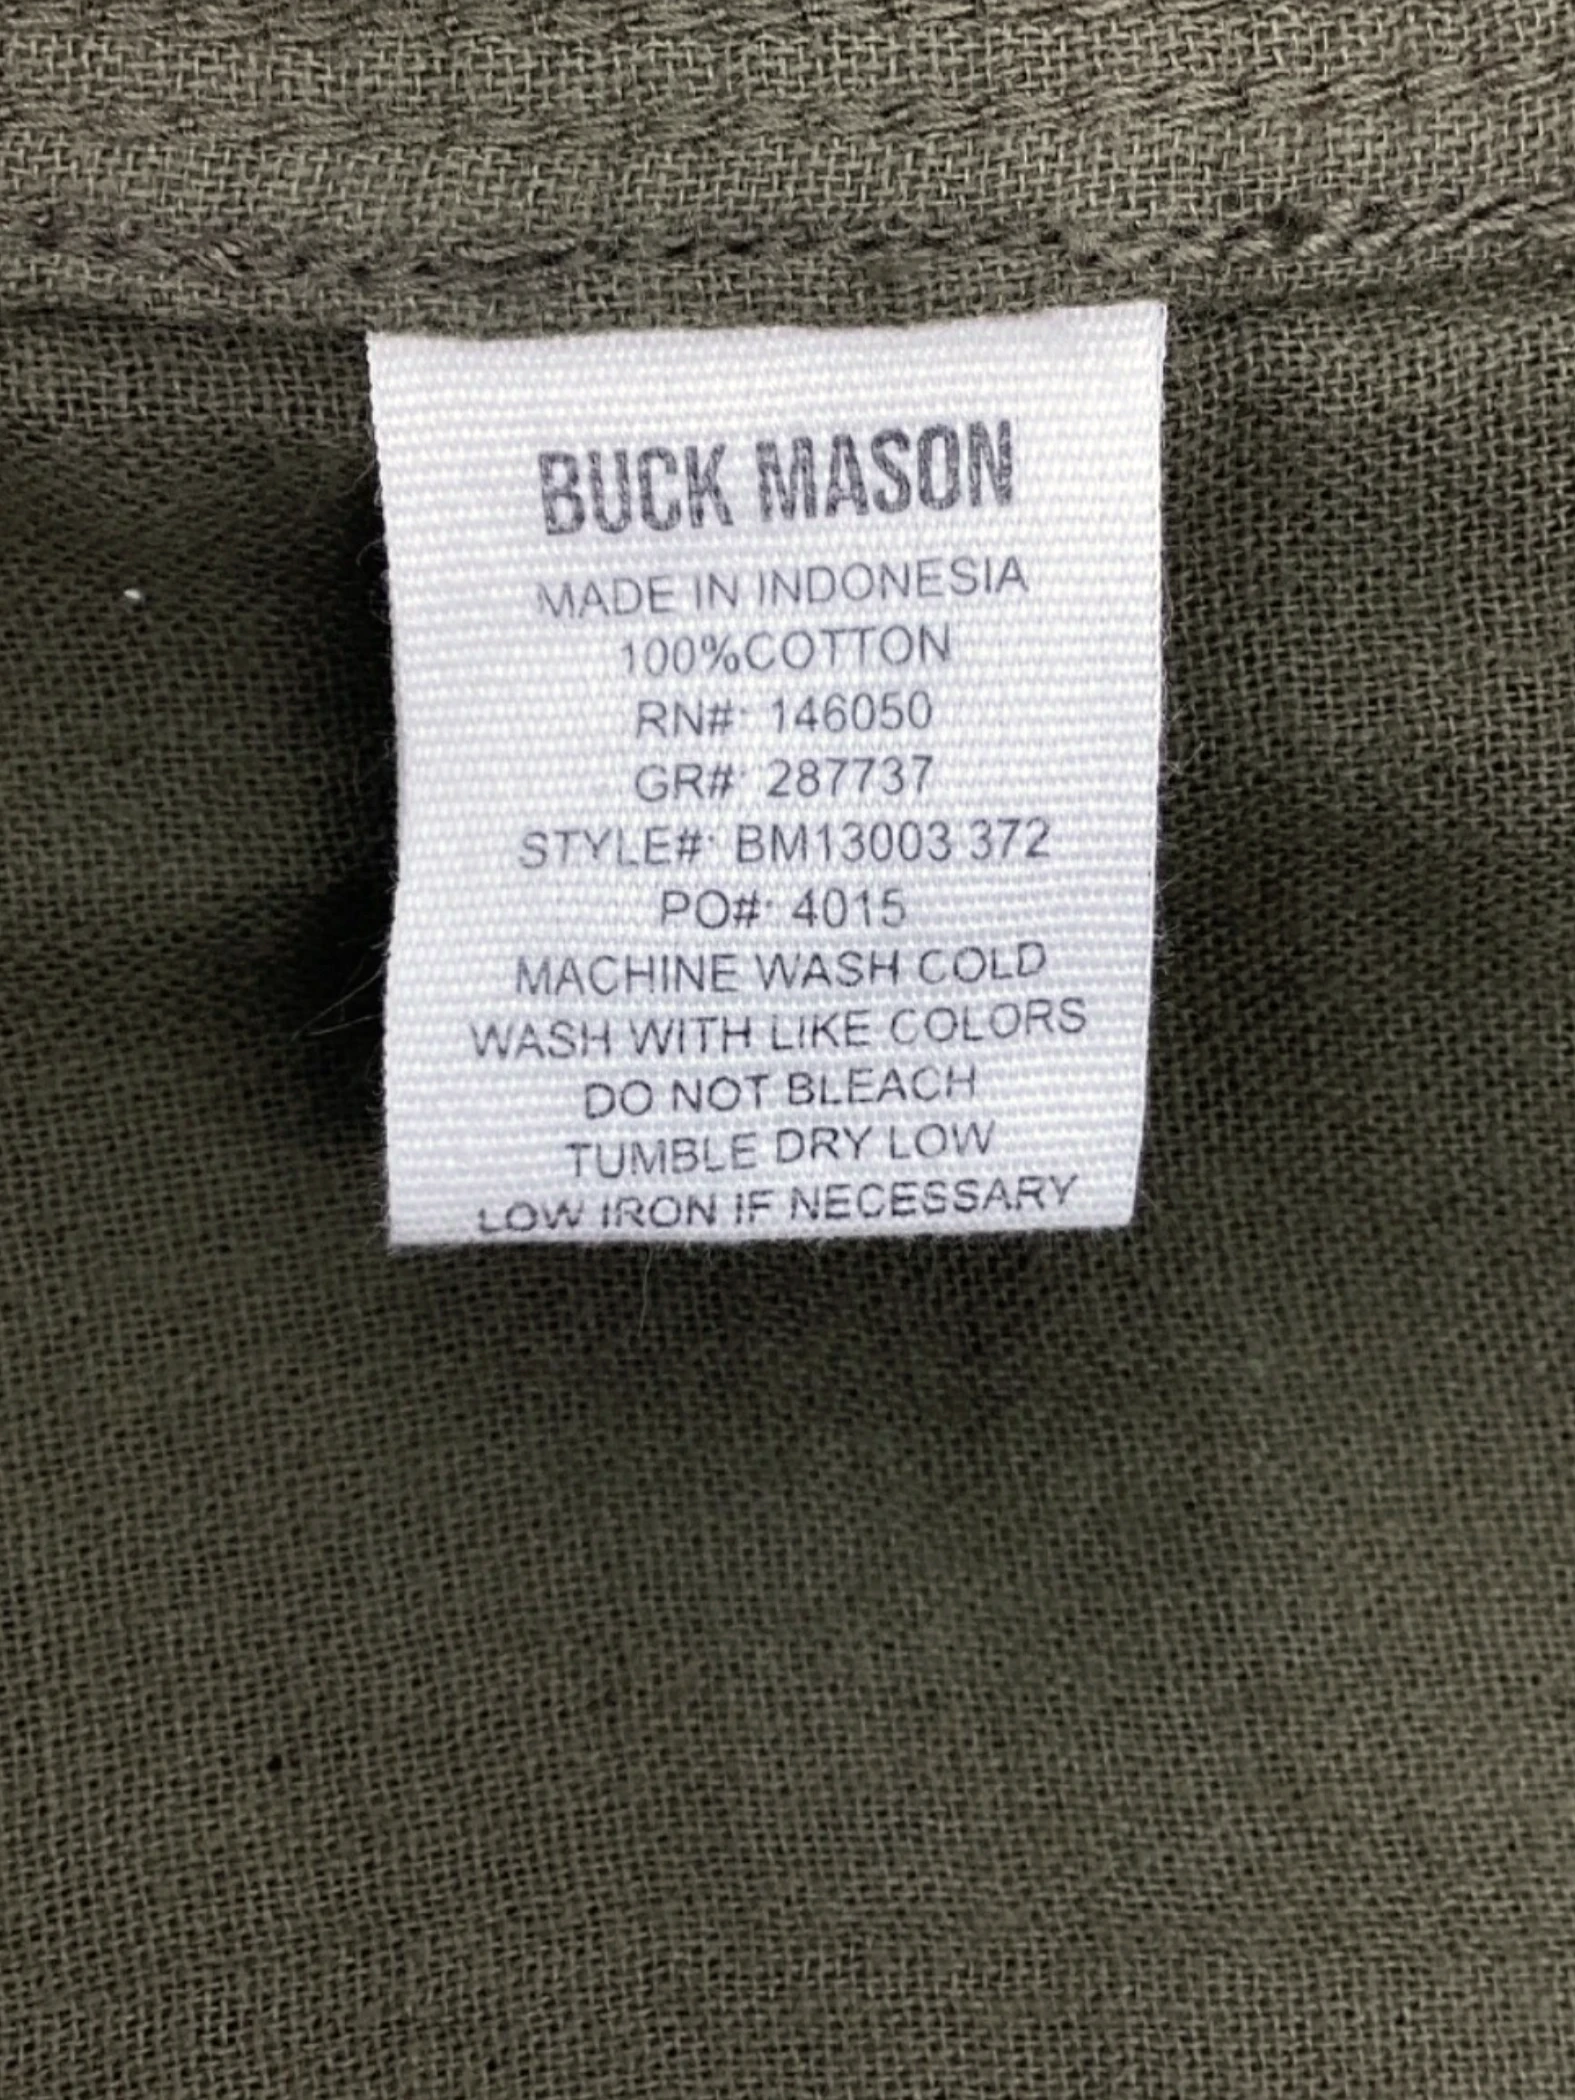 BUCK MASON
MADE IN INDONESIA
100%COTTON
RN#: 146050
GR#: 287737
STYLE#: BM13003 372
PO#: 4015
MACHINE WASH COLD
WASH WITH LIKE COLORS
DO NOT BLEACH
TUMBLE DRY LOW
LOW IRON IF NECESSARY